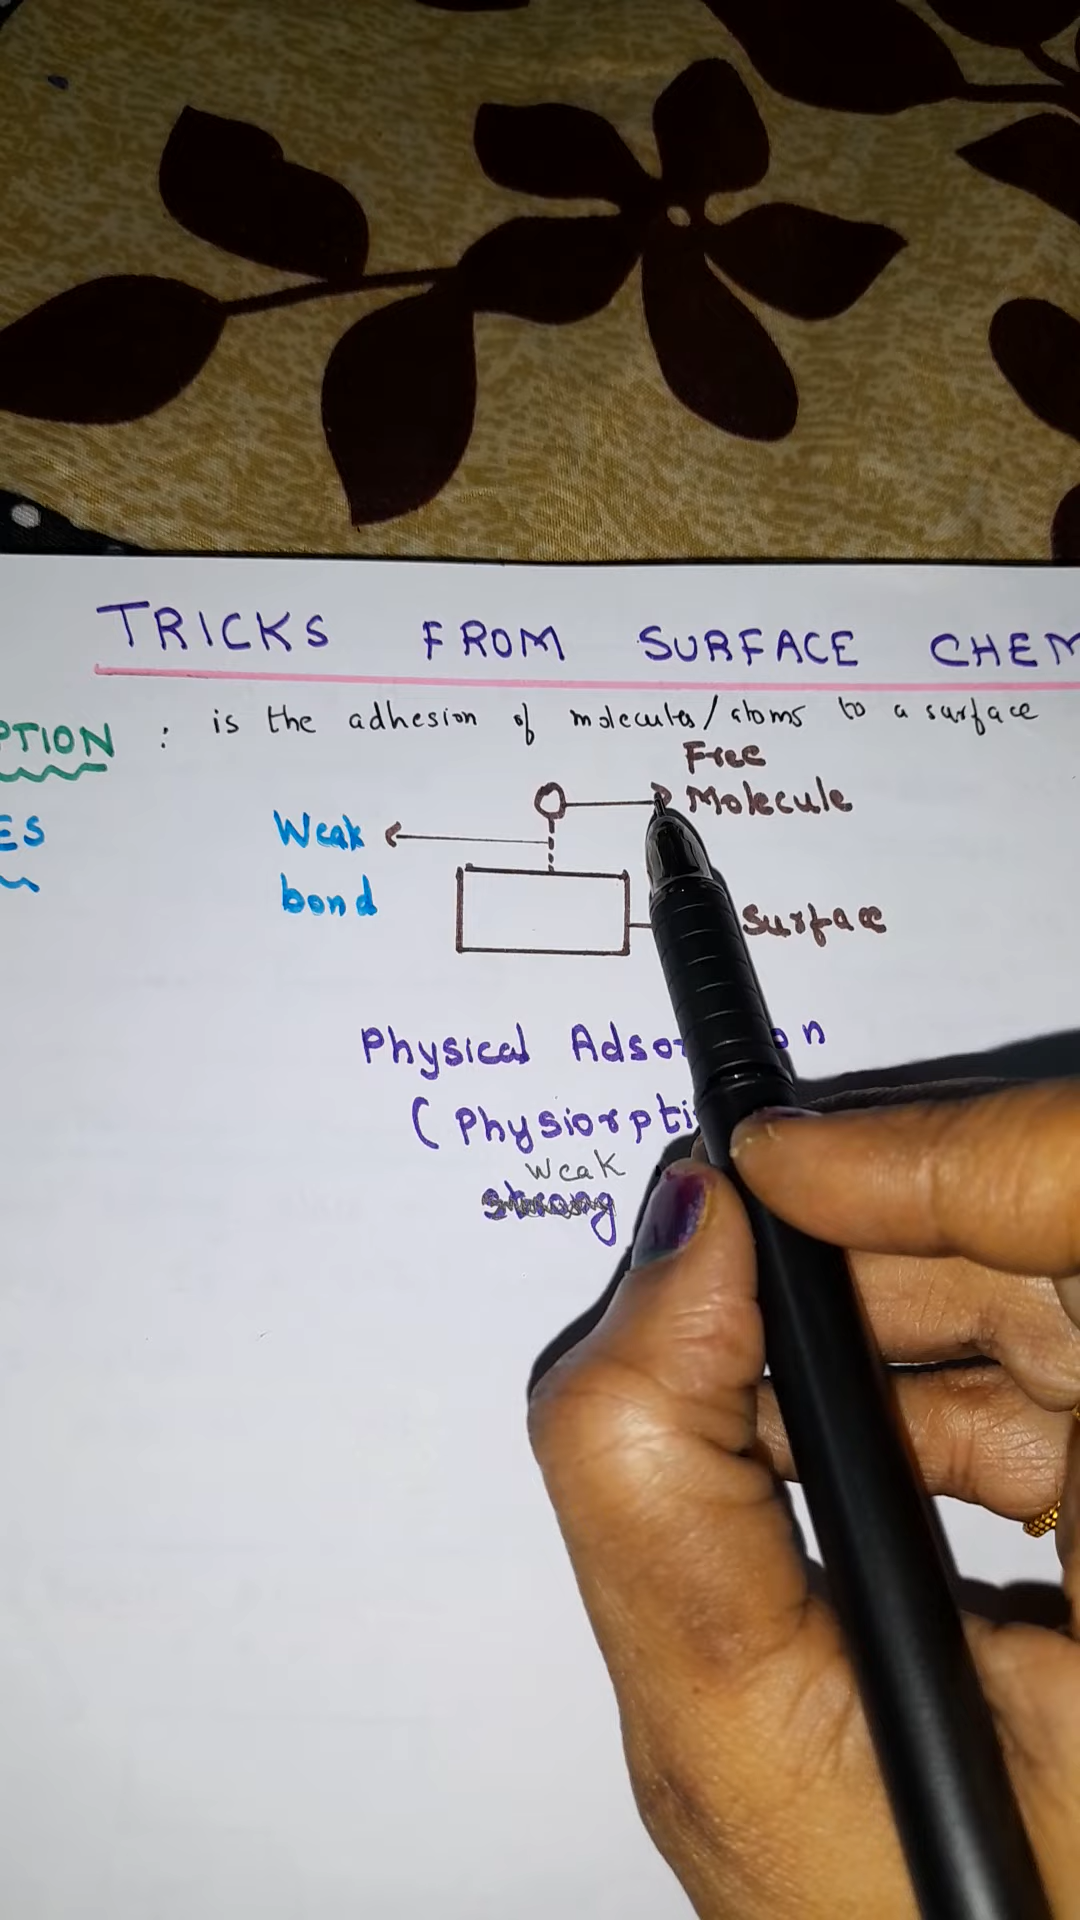 TRICKS FROM SURFACE CHEM
PTION : is the adhesion of molecules/atoms to a surface
Free
Molecule
ES
Weak
bond
Surface
Physical Adso n
(Physiorpti
Weak
strong